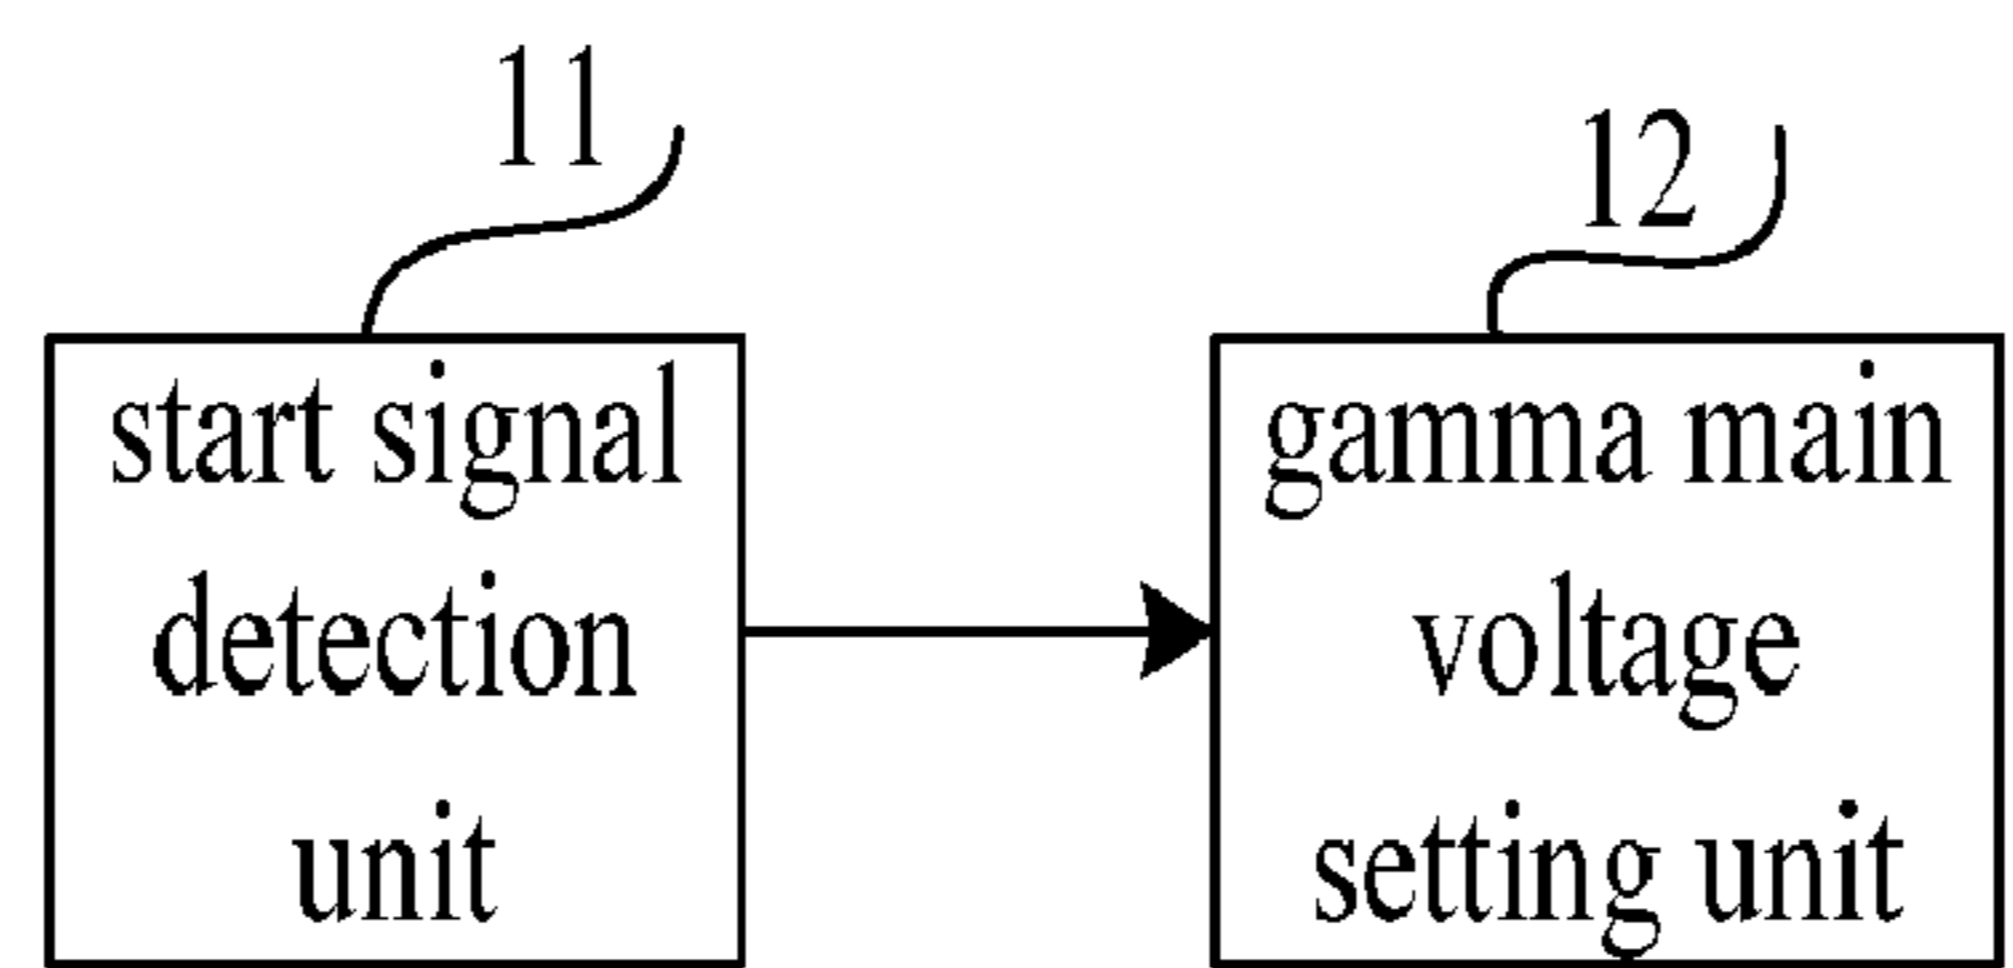 11
12
start signal
detection
unit
gamma main
voltage
setting unit